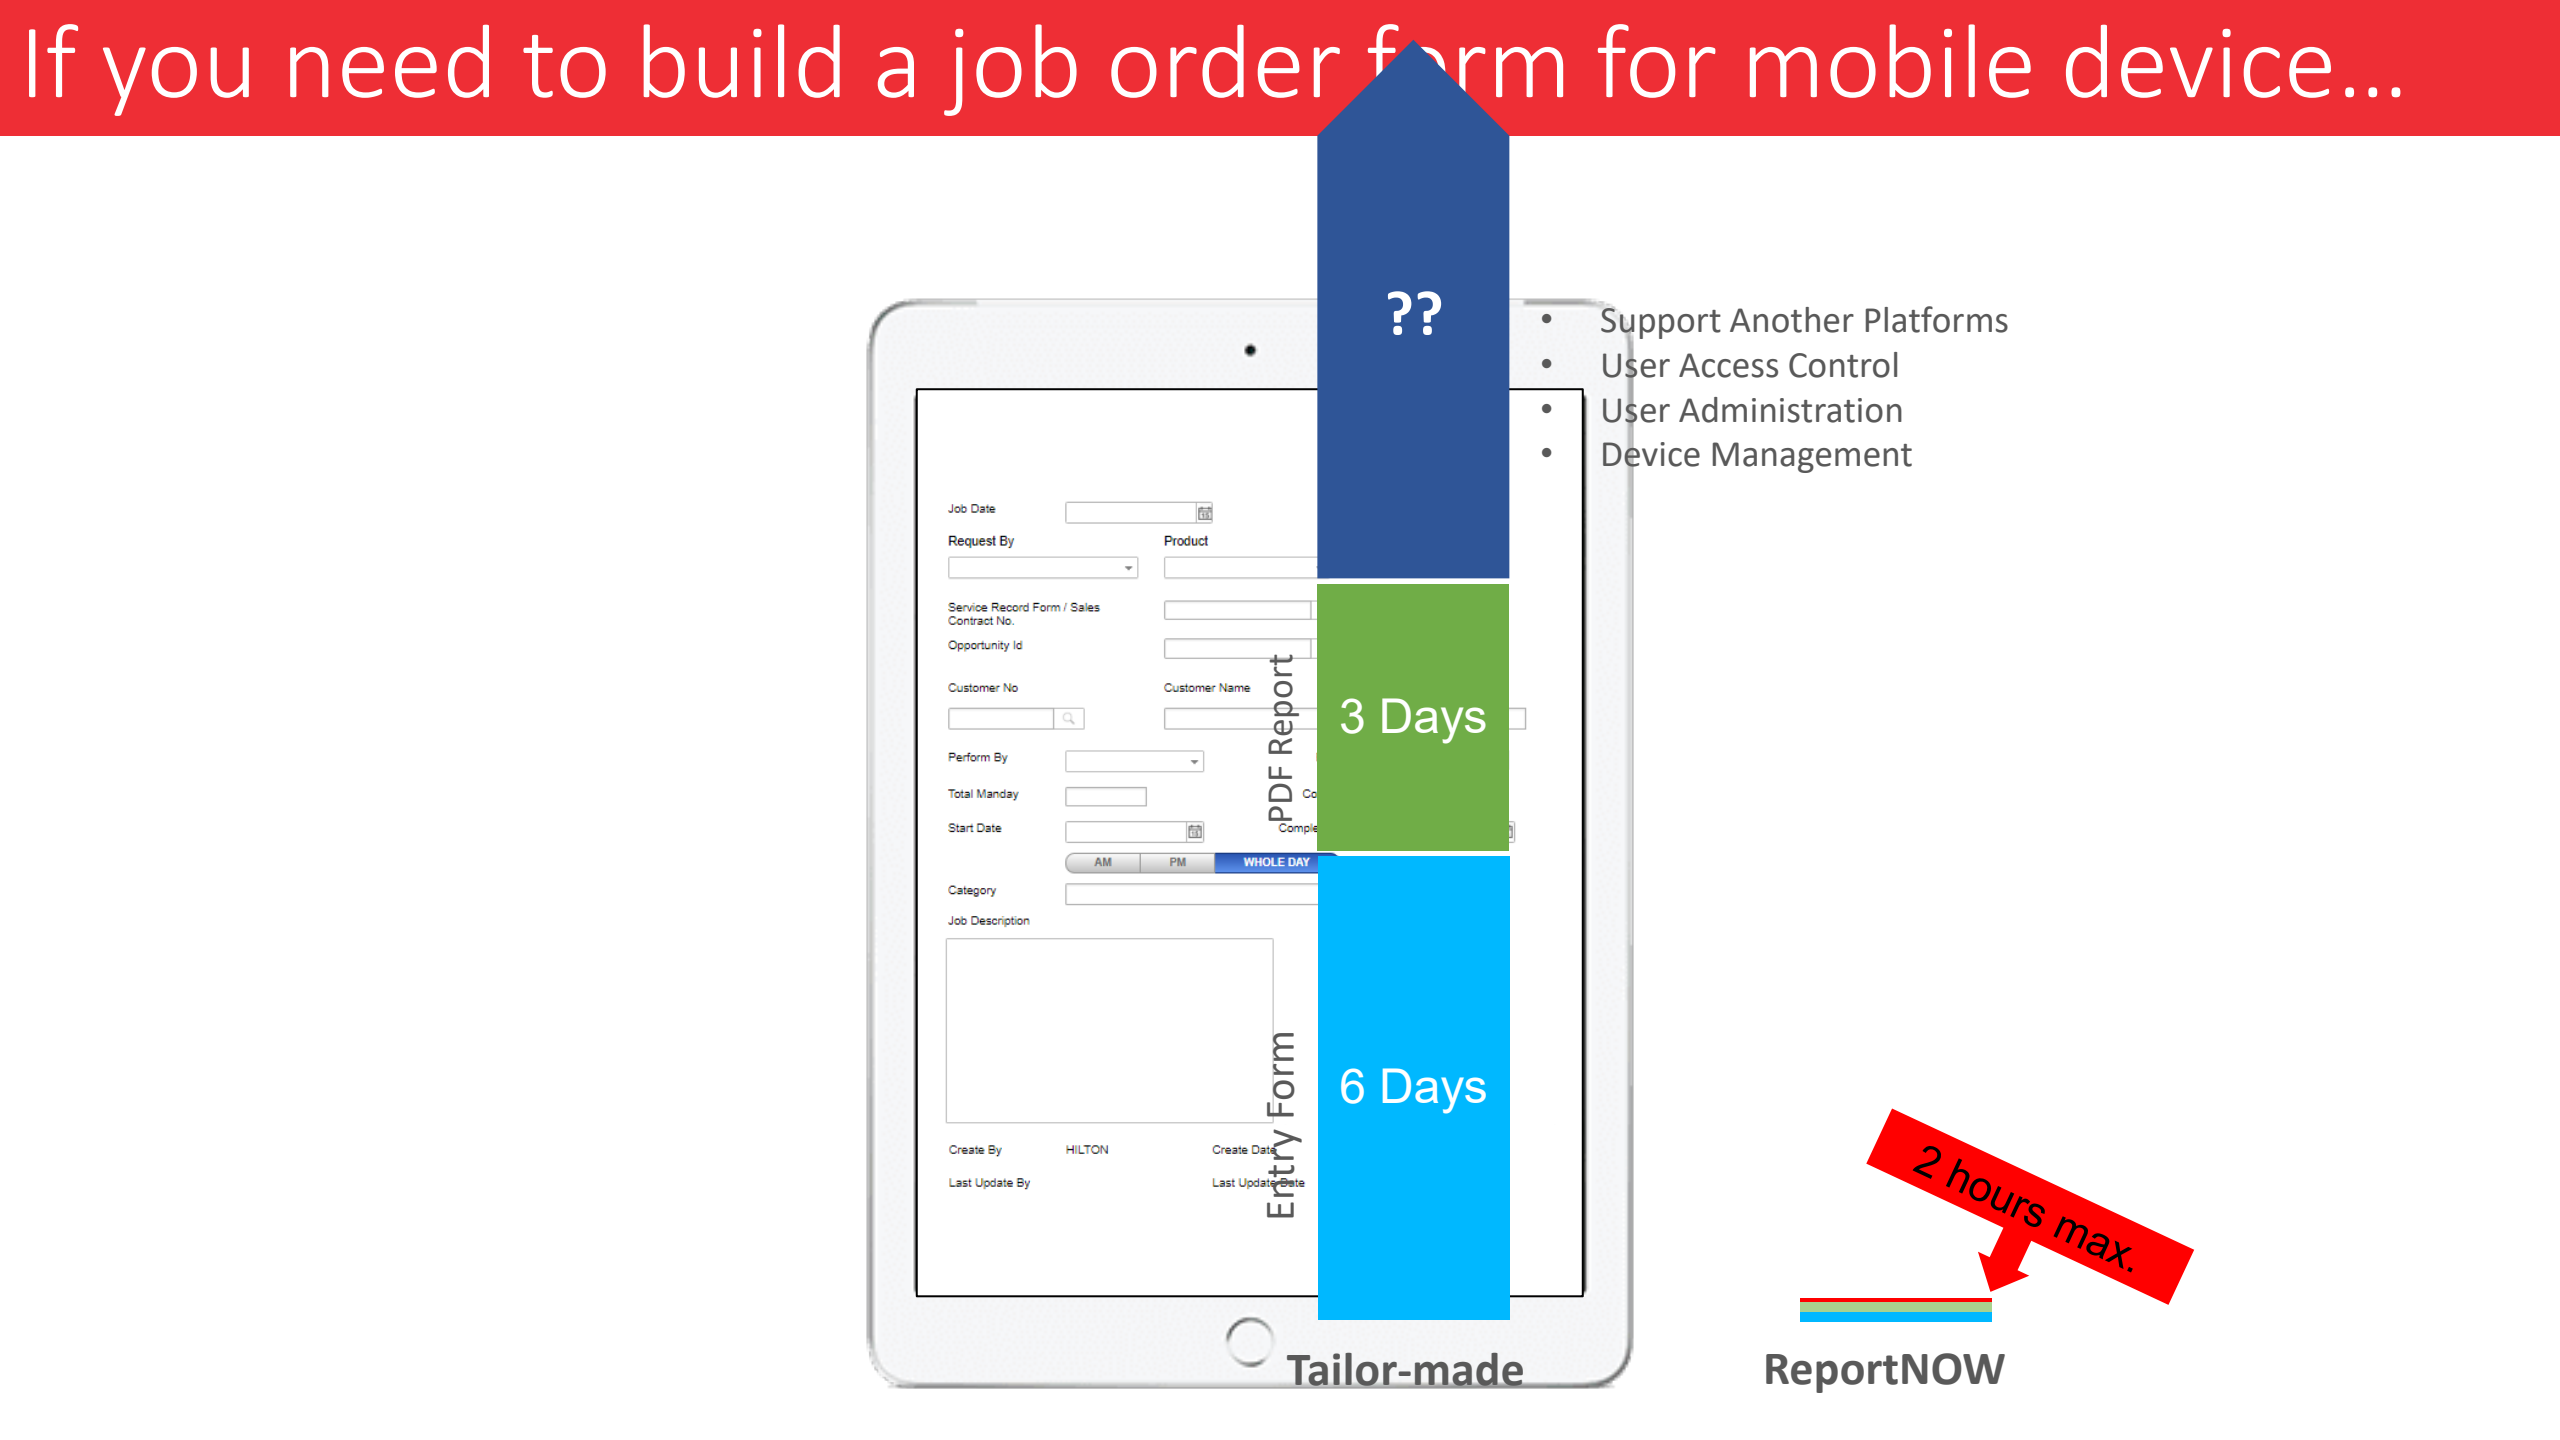 If you need to build a job order form for mobile device...
??
• Support Another Platforms
• User Access Control
• User Administration
• Device Management
Job Date
Request By
Product
Service Record Form / Sales
Contract No.
Opportunity Id
Customer No
Customer Name
PDF Report
3 Days
Perform By
Total Manday
Start Date
AM
PM
WHOLE DAY
Category
Job Description
Entry Form
6 Days
Create By
HILTON
Create Date
Last Update By
Last Update Date
2 hours max.
Tailor-made
ReportNOW